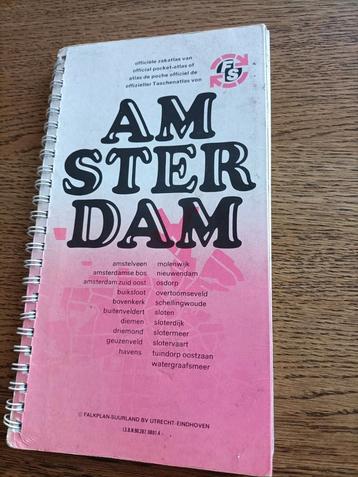 officiële zakatlas van
official pocket-atlas of
atlas de poche officiel de
offizieller Taschenatlas von
FS
AM
STER
DAM
amstelveen molenwijk
amsterdamse bos nieuwendam
amsterdam zuid oost osdorp
buiksloot overtoomseveld
bovenkerk schellingwoude
buitenveldert sloten
diemen sloterdijk
driemond slotermeer
geuzenveld slotervaart
havens tuindorp oostzaan
watergraafsmeer
© FALKPLAN-SUURLAND BV UTRECHT-EINDHOVEN